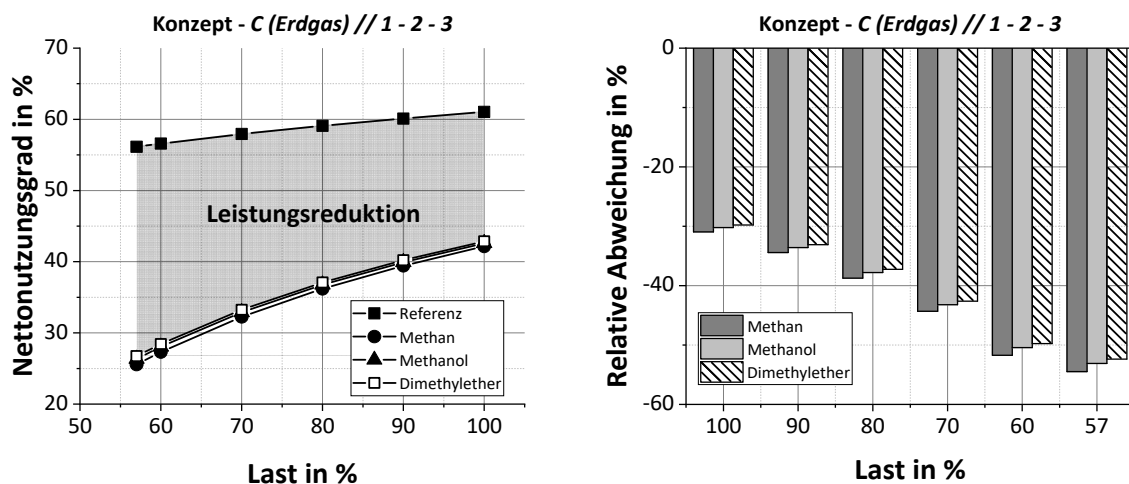 Konzept - C (Erdgas) // 1 - 2 - 3
Nettonutzungsgrad in %
70
60
50
40
30
20
Leistungsreduktion
Referenz
Methan
Methanol
Dimethylether
50 60 70 80 90 100
Last in %
Konzept - C (Erdgas) // 1 - 2 - 3
Relative Abweichung in %
0
-20
-40
-60
Methan
Methanol
Dimethylether
100 90 80 70 60 57
Last in %